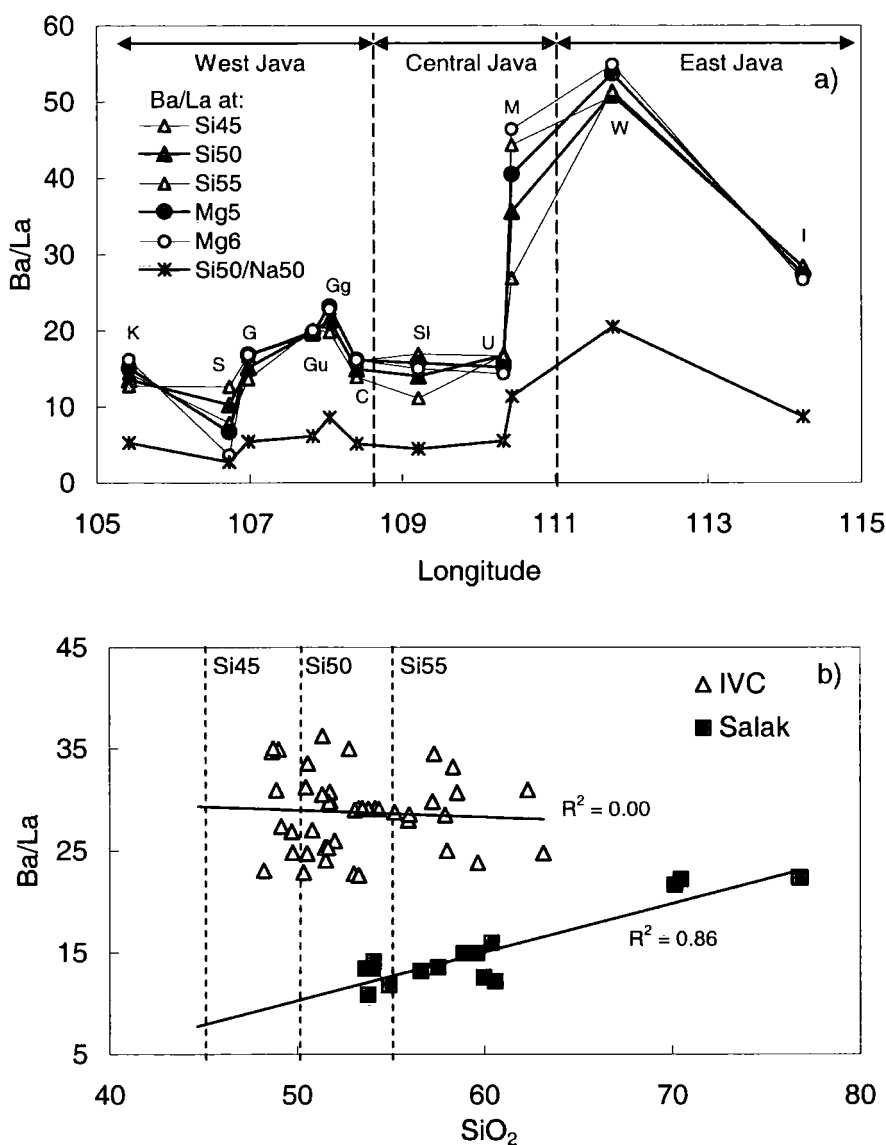 60
50
40
30
20
10
0
Ba/La
West Java
Central Java
East Java
a)
Ba/La at:
Si45
Si50
Si55
Mg5
Mg6
Si50/Na50
K
S
G
Gu
Gg
C
Sl
U
M
W
I
105
107
109
111
113
115
Longitude
45
35
25
15
5
Ba/La
Si45
Si50
Si55
b)
IVC
Salak
R² = 0.00
R² = 0.86
40
50
60
70
80
SiO₂